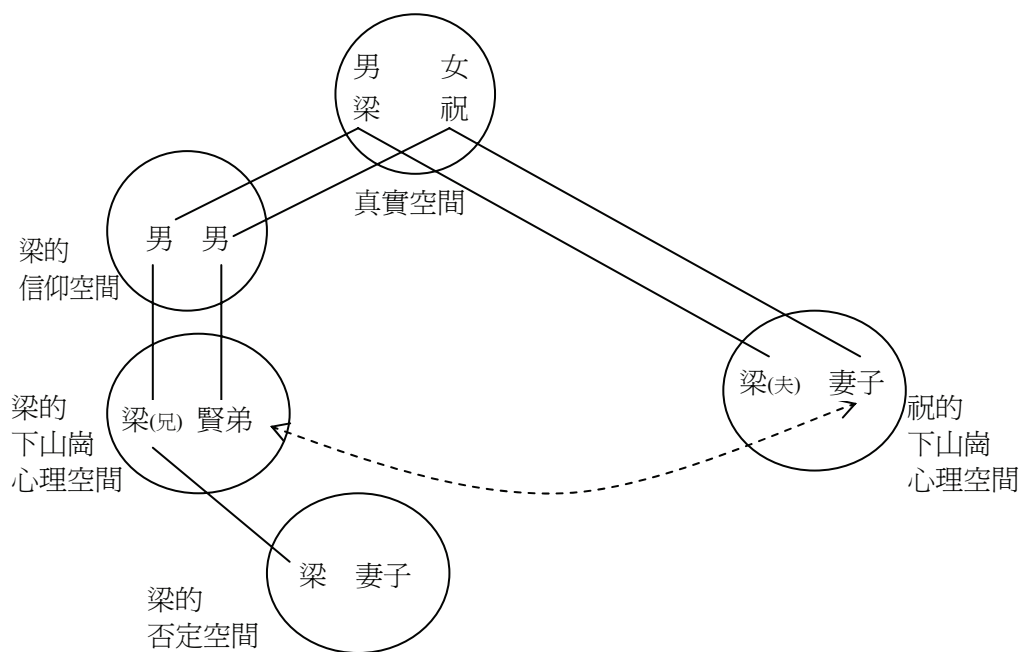 男 女
梁 祝
真實空間
男 男
梁的
信仰空間
梁(兄) 賢弟
梁的
下山崗
心理空間
梁(夫) 妻子
祝的
下山崗
心理空間
梁 妻子
梁的
否定空間